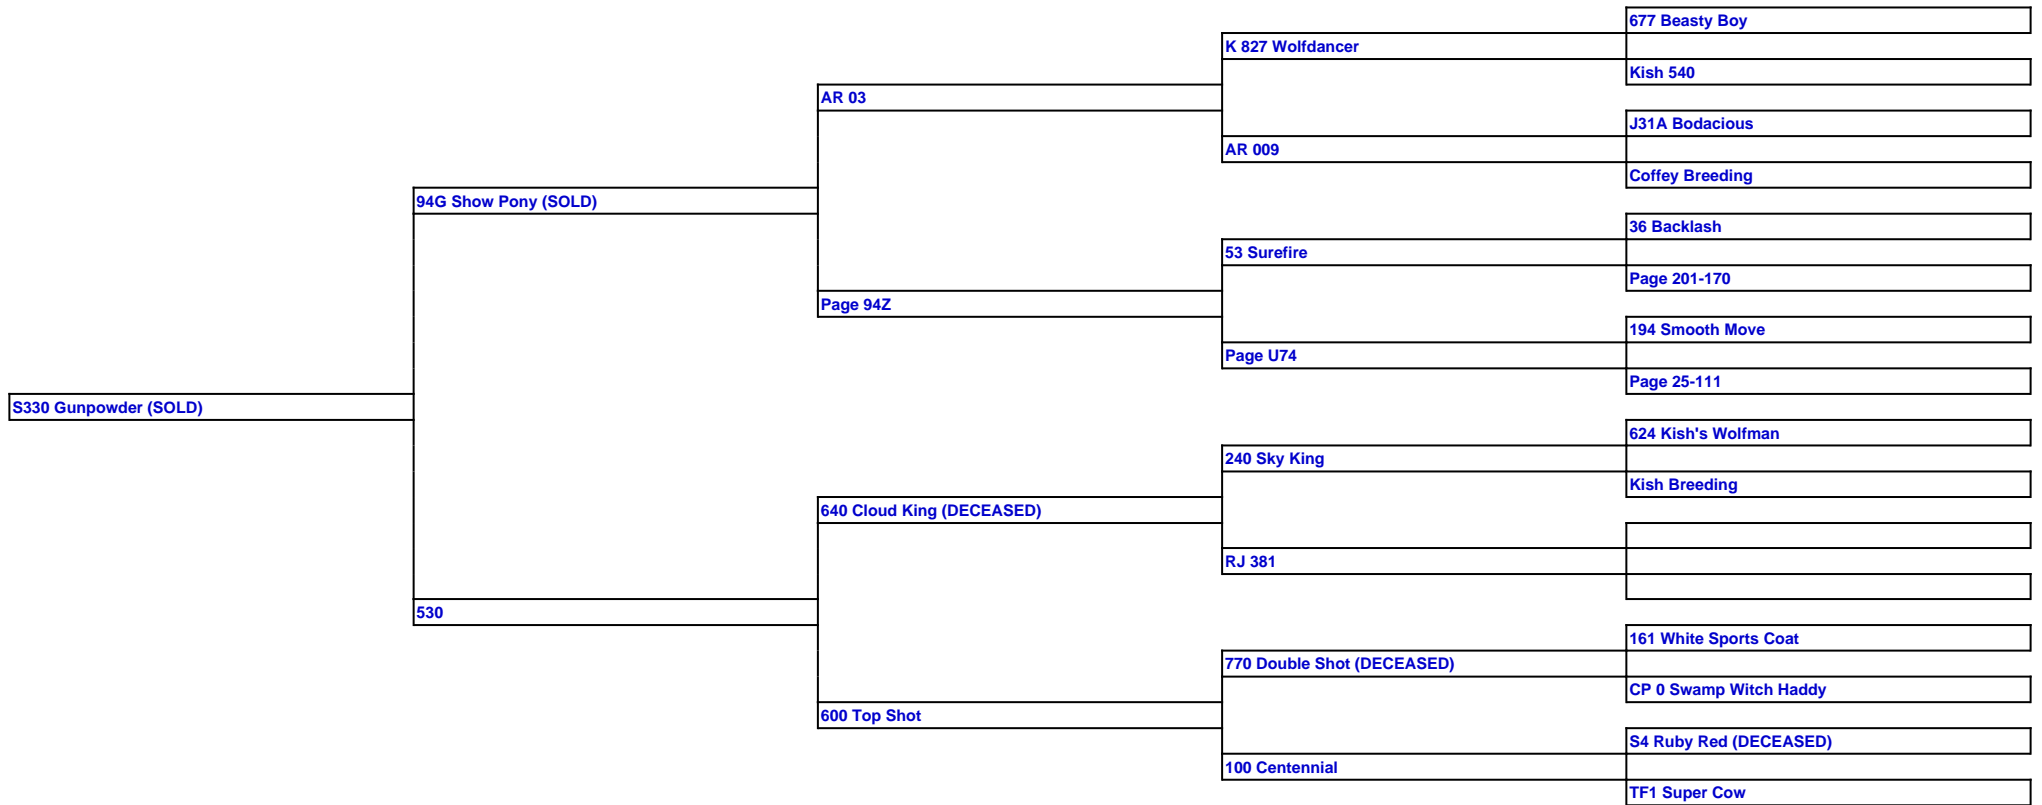 677 Beasty Boy
K 827 Wolfdancer
Kish 540
AR 03
J31A Bodacious
AR 009
Coffey Breeding
94G Show Pony (SOLD)
36 Backlash
53 Surefire
Page 201-170
Page 94Z
194 Smooth Move
Page U74
Page 25-111
S330 Gunpowder (SOLD)
624 Kish's Wolfman
240 Sky King
Kish Breeding
640 Cloud King (DECEASED)
RJ 381
530
161 White Sports Coat
770 Double Shot (DECEASED)
CP 0 Swamp Witch Haddy
600 Top Shot
S4 Ruby Red (DECEASED)
100 Centennial
TF1 Super Cow